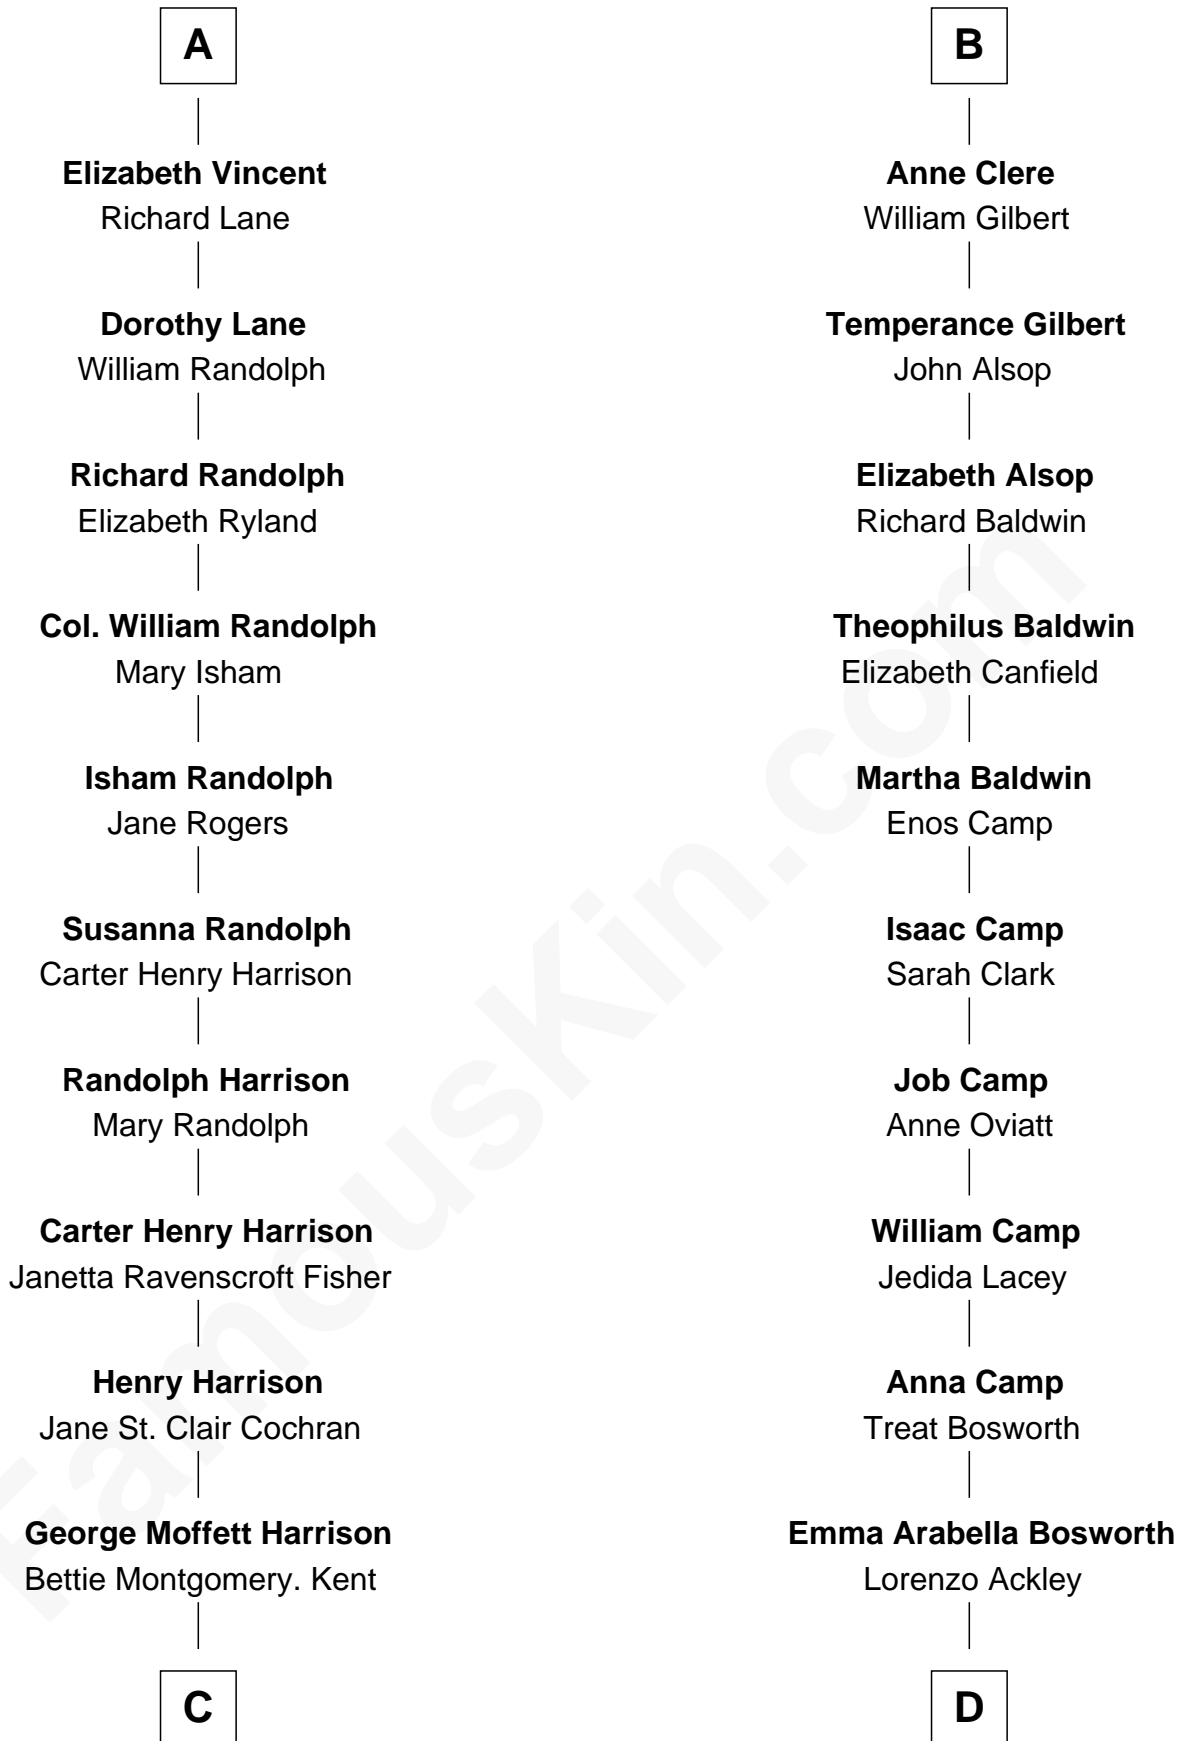 A
Elizabeth Vincent
Richard Lane
Dorothy Lane
William Randolph
Richard Randolph
Elizabeth Ryland
Col. William Randolph
Mary Isham
Isham Randolph
Jane Rogers
Susanna Randolph
Carter Henry Harrison
Randolph Harrison
Mary Randolph
Carter Henry Harrison
Janetta Ravenscroft Fisher
Henry Harrison
Jane St. Clair Cochran
George Moffett Harrison
Bettie Montgomery. Kent
C
B
Anne Clere
William Gilbert
Temperance Gilbert
John Alsop
Elizabeth Alsop
Richard Baldwin
Theophilus Baldwin
Elizabeth Canfield
Martha Baldwin
Enos Camp
Isaac Camp
Sarah Clark
Job Camp
Anne Oviatt
William Camp
Jedida Lacey
Anna Camp
Treat Bosworth
Emma Arabella Bosworth
Lorenzo Ackley
D
FamousKin.com